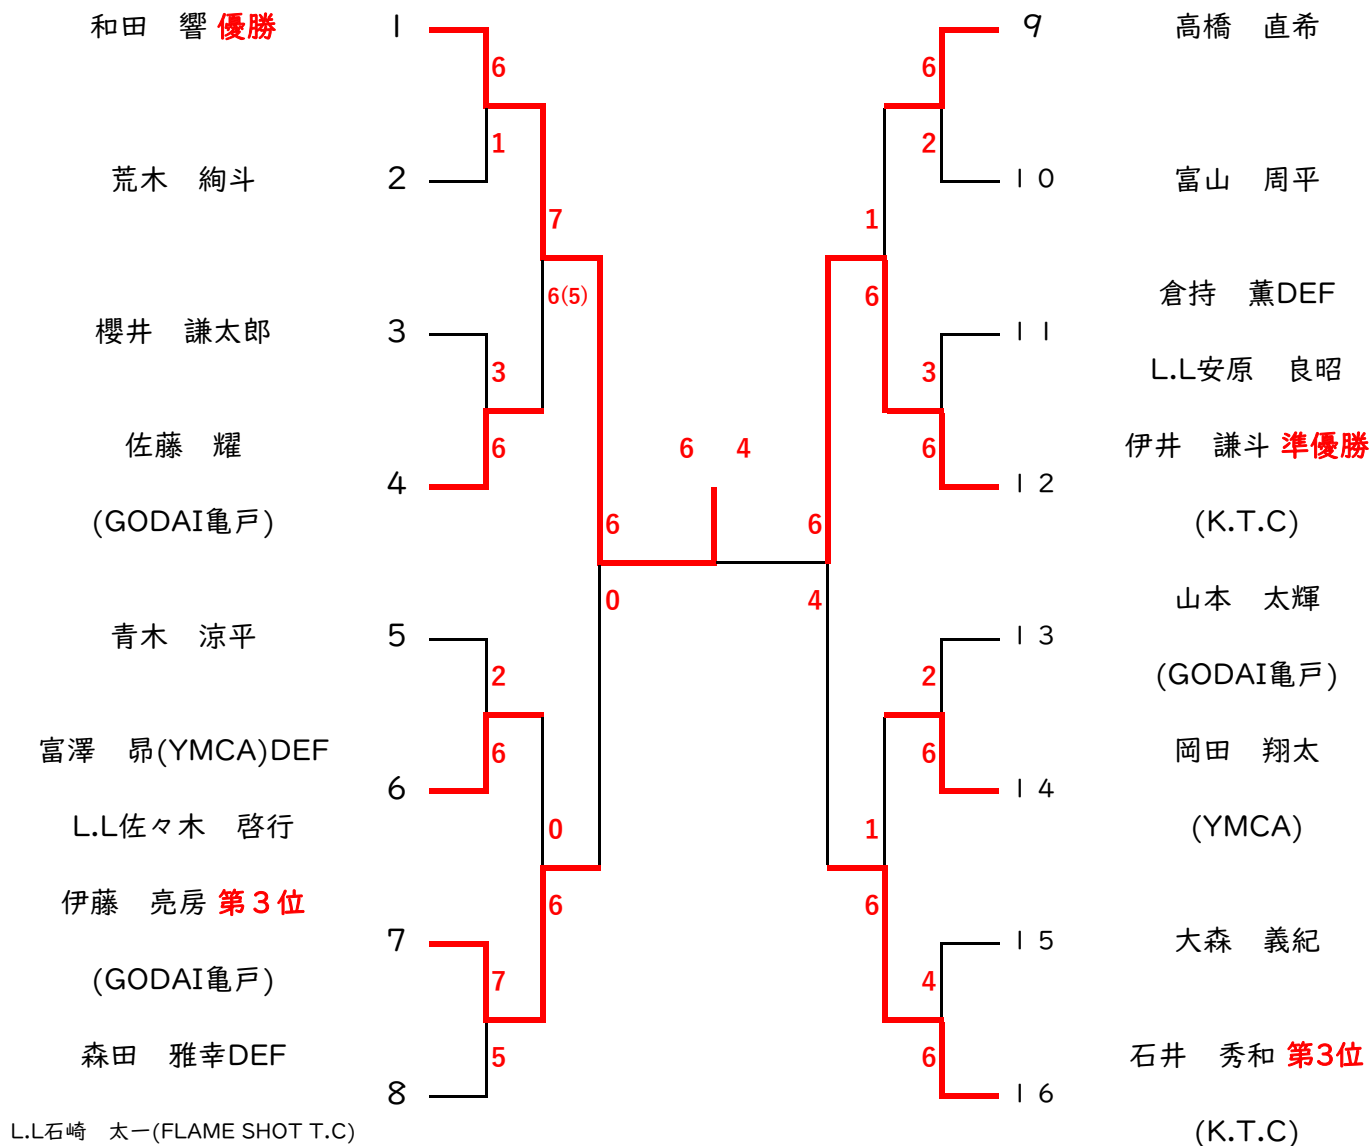 和田　響 優勝
1
6
1
荒木　絢斗
2
7
6(5)
櫻井　謙太郎
3
3
佐藤　耀
6
4
(GODAI亀戸)
6
0
青木　涼平
5
2
富澤　昴(YMCA)DEF
6
6
L.L佐々木　啓行
0
伊藤　亮房 第３位
6
7
(GODAI亀戸)
7
森田　雅幸DEF
5
8
L.L石崎　太一(FLAME SHOT T.C)
6 4
9
高橋　直希
6
2
10
富山　周平
1
6
倉持　薫DEF
11
3
L.L安原　良昭
伊井　謙斗 準優勝
6
12
(K.T.C)
6
4
山本　太輝
13
2
(GODAI亀戸)
岡田　翔太
6
14
(YMCA)
1
6
15
大森　義紀
4
石井　秀和 第3位
6
16
(K.T.C)